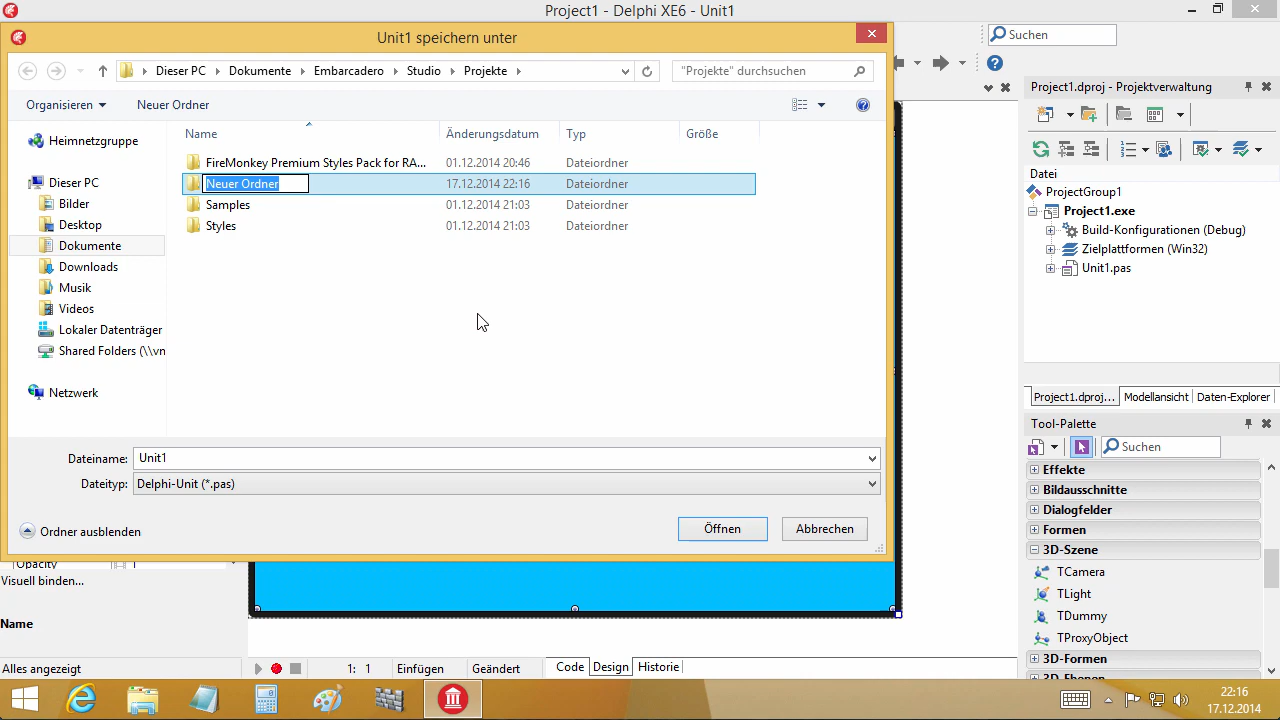 Project1 - Delphi XE6 - Unit1
Unit1 speichern unter
Suchen
Dieser PC
Dokumente
Embarcadero
Studio
Projekte
"Projekte" durchsuchen
Organisieren
Neuer Ordner
Name
Änderungsdatum
Typ
Größe
Heimnetzgruppe
Dieser PC
Bilder
Desktop
Dokumente
Downloads
Musik
Videos
Lokaler Datenträger
Shared Folders (\\vn
Netzwerk
FireMonkey Premium Styles Pack for RA... 01.12.2014 20:46 Dateiordner
Neuer Ordner 17.12.2014 22:16 Dateiordner
Samples 01.12.2014 21:03 Dateiordner
Styles 01.12.2014 21:03 Dateiordner
Dateiname: Unit1
Dateityp: Delphi-Unit (*.pas)
Ordner ausblenden
Öffnen
Abbrechen
Project1.dproj - Projektverwaltung
Datei
ProjectGroup1
Project1.exe
Build-Konfigurationen (Debug)
Zielplattformen (Win32)
Unit1.pas
Project1.dproj...
Modellansicht
Daten-Explorer
Tool-Palette
Suchen
Effekte
Bildausschnitte
Dialogfelder
Formen
3D-Szene
TCamera
TLight
TDummy
TProxyObject
3D-Formen
3D-Ebenen
Opacity 1
Visuell binden...
Name
Alles angezeigt
1: 1
Einfügen
Geändert
Code
Design
Historie
22:16
17.12.2014